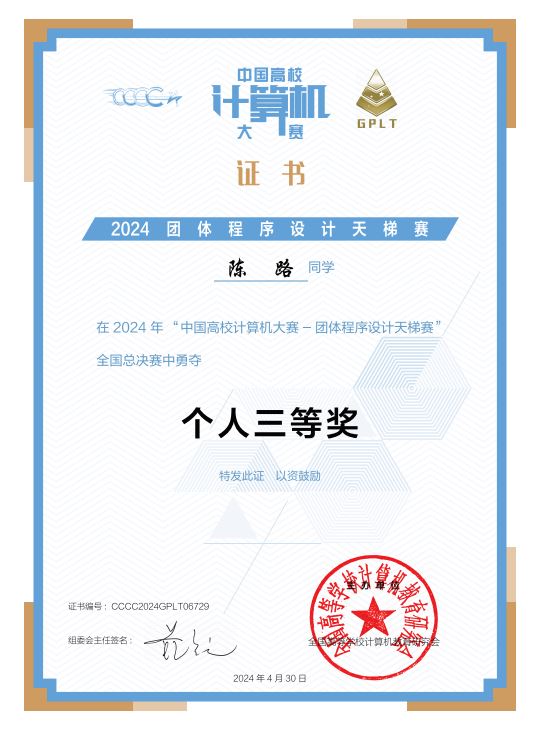 CCCC
中国高校
计算机
大赛
GPLT
证书
2024 团体程序设计天梯赛
陈路同学
在 2024 年“中国高校计算机大赛－团体程序设计天梯赛”
全国总决赛中勇夺
个人三等奖
特发此证 以资鼓励
主办单位
证书编号：CCCC2024GPLT06729
组委会主任签名：
全国高等学校计算机教育研究会
全国高等学校计算机教育研究会
2024 年 4 月 30 日